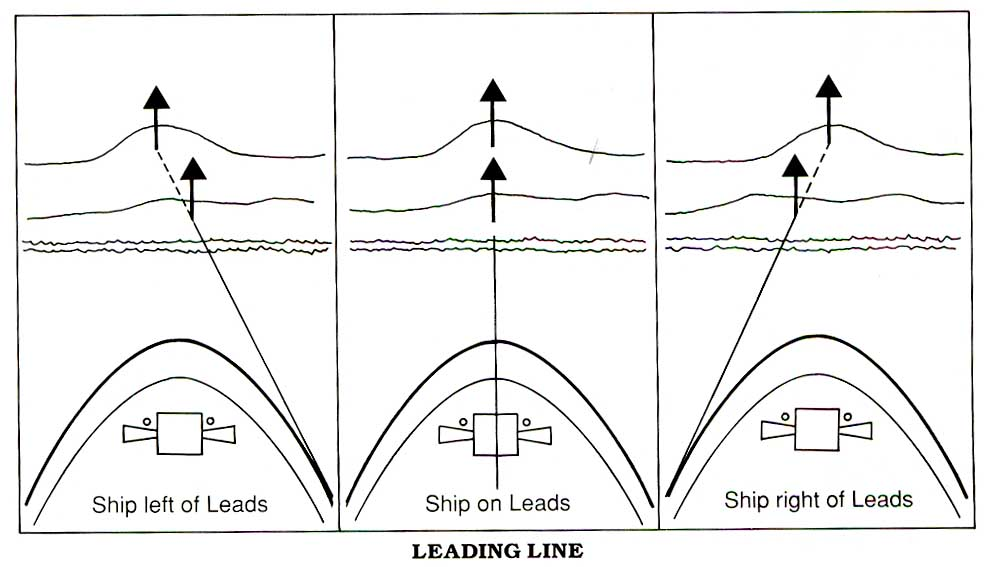 Ship left of Leads
Ship on Leads
Ship right of Leads
LEADING LINE